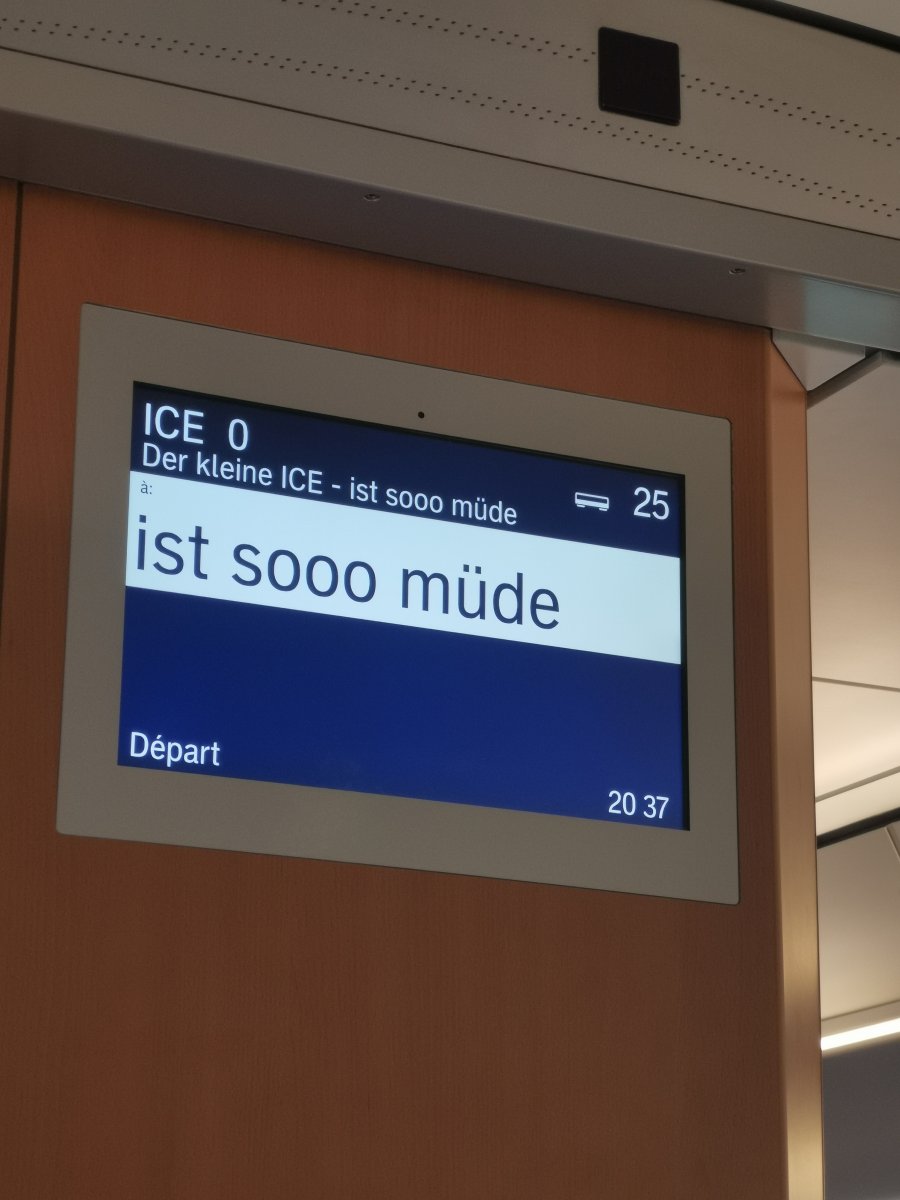 ICE 0
Der kleine ICE - ist sooo müde
25
à:
ist sooo müde
Départ
20 37